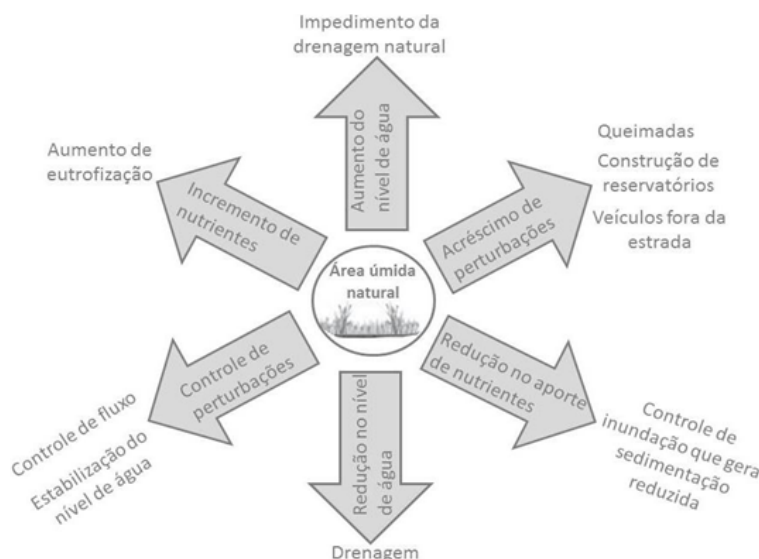 Impedimento da
drenagem natural
Aumento do
nível de água
Queimadas
Construção de
reservatórios
Veículos fora da
estrada
Acréscimo de
perturbações
Aumento de
eutrofização
Incremento de
nutrientes
Área úmida
natural
Controle de
perturbações
Controle de fluxo
Estabilização do
nível de água
Redução no nível
de água
Drenagem
Redução no aporte
de nutrientes
Controle de
inundação que gera
sedimentação
reduzida